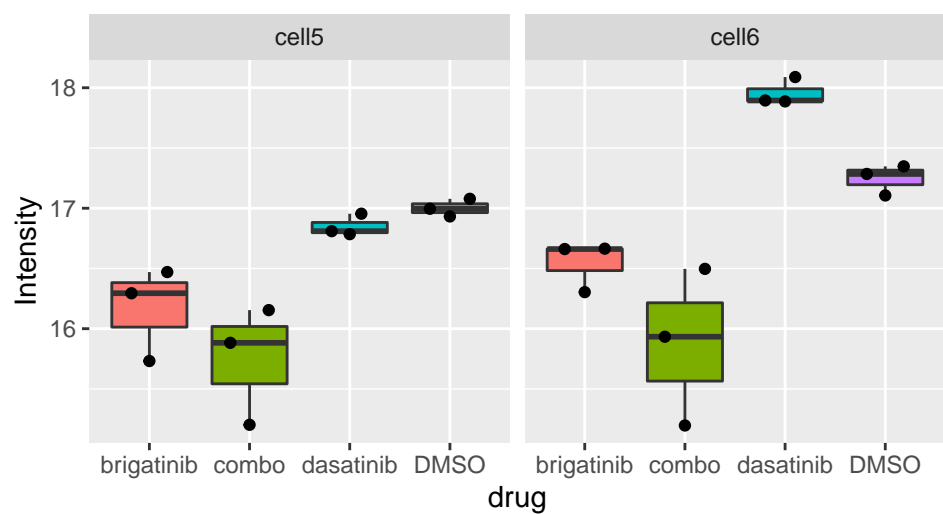 cell5 cell6
18
17
16
Intensity
brigatinib combo dasatinib DMSO brigatinib combo dasatinib DMSO
drug